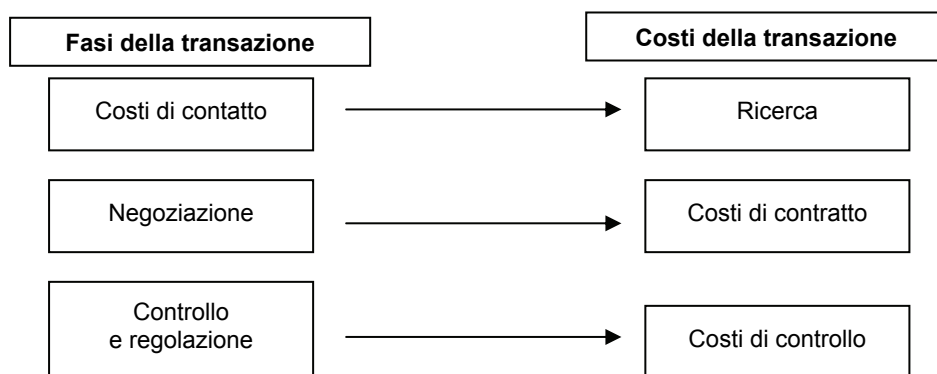 Fasi della transazione
Costi della transazione
Costi di contatto
Ricerca
Negoziazione
Costi di contratto
Controllo
e regolazione
Costi di controllo